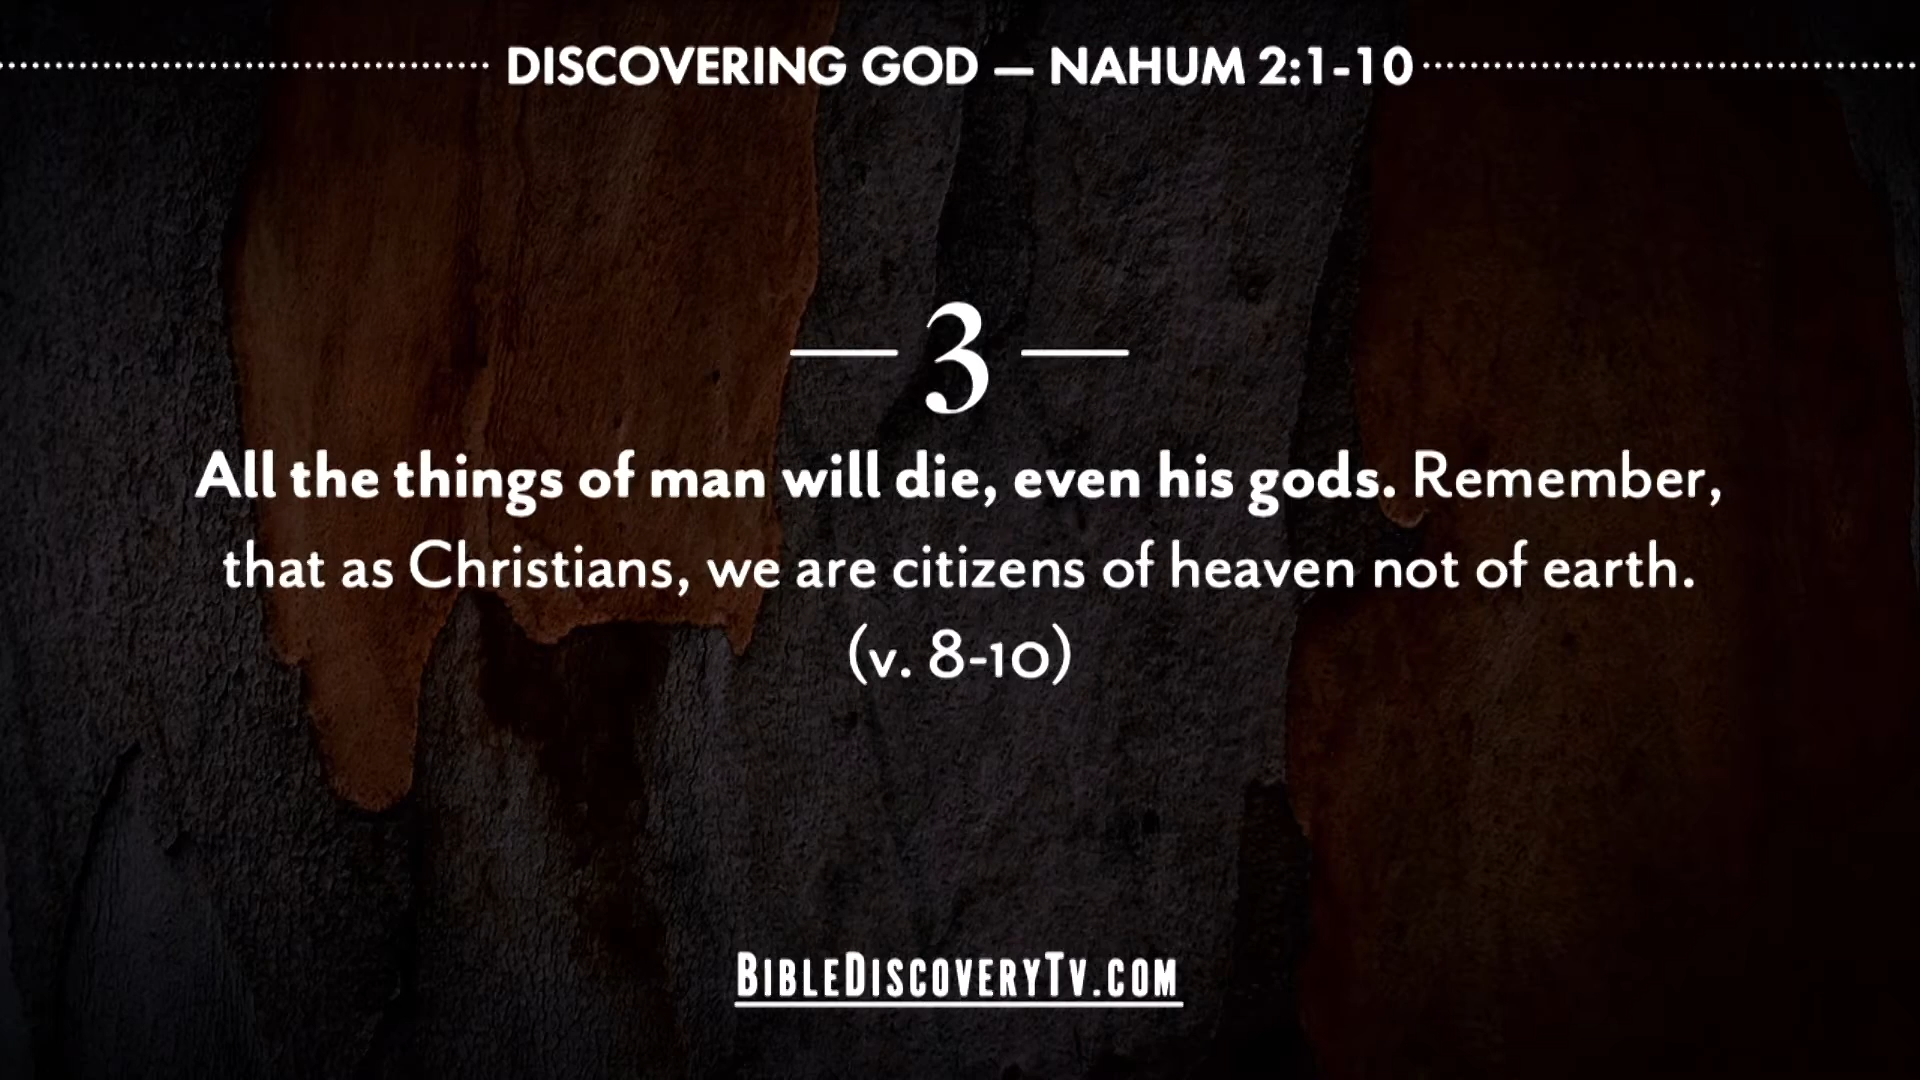 DISCOVERING GOD — NAHUM 2:1-10
— 3 —
All the things of man will die, even his gods. Remember,
that as Christians, we are citizens of heaven not of earth.
(v. 8-10)
BIBLEDISCOVERYTV.COM